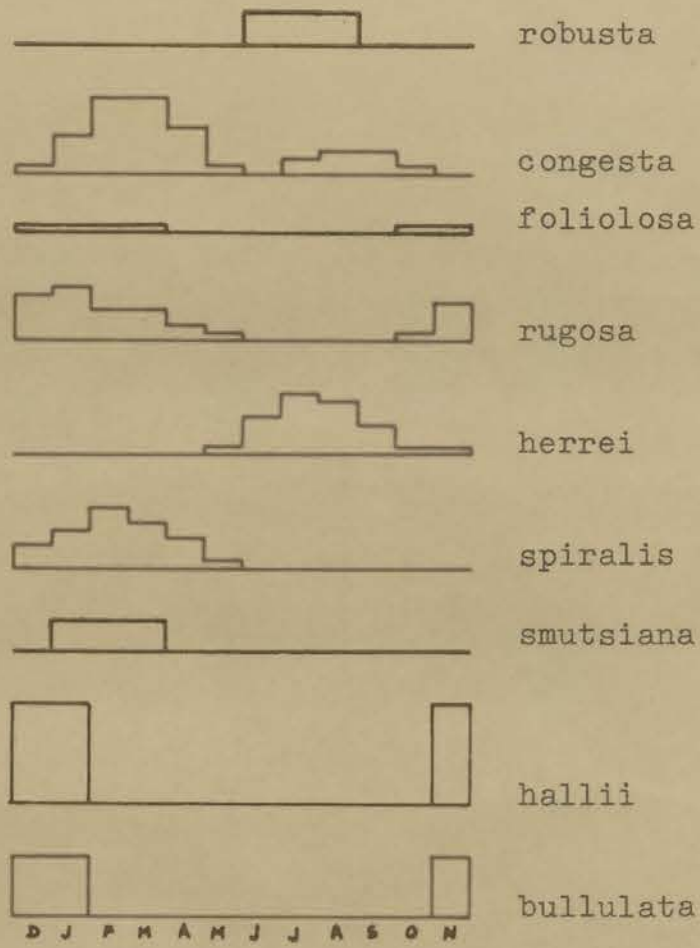 robusta
congesta
foliolosa
rugosa
herrei
spiralis
smutsiana
hallii
bullulata
D J F M A M J J A S O N